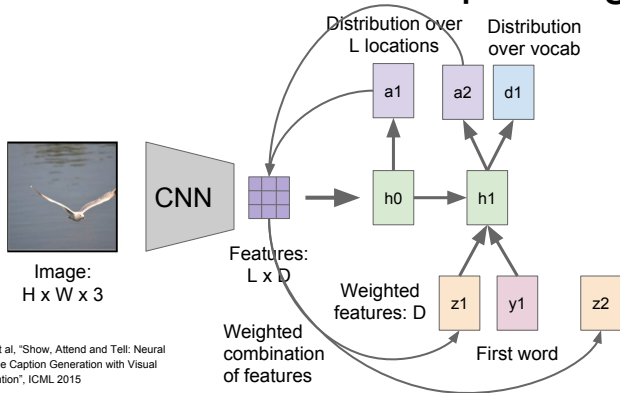 Distribution over
L locations
Distribution
over vocab
a1
a2
d1
CNN
h0
h1
Image:
H x W x 3
Features:
L x D
Weighted
features: D
z1
y1
z2
Weighted
combination
of features
First word
et al, "Show, Attend and Tell: Neural
Caption Generation with Visual
ICML 2015